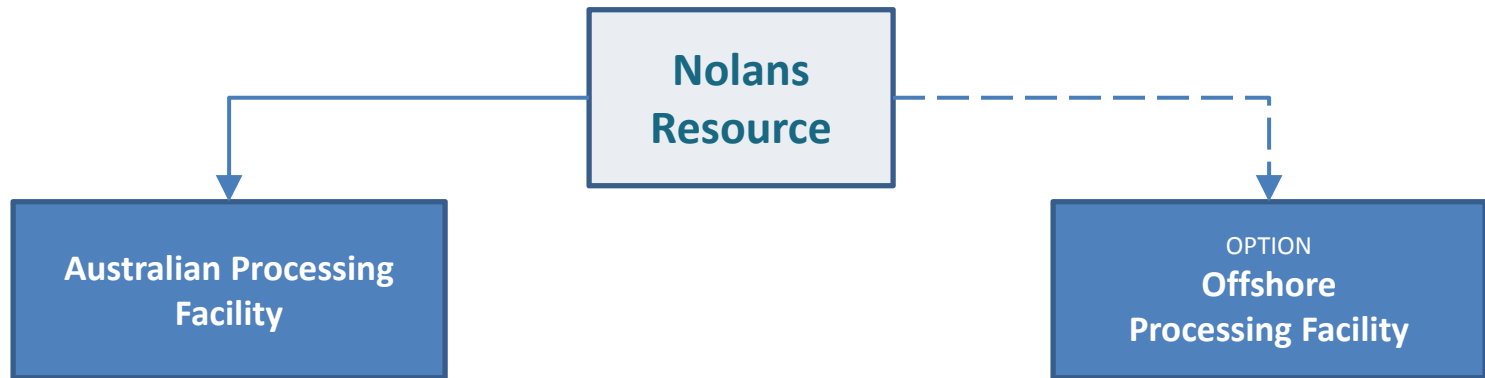 Nolans
Resource
Australian Processing
Facility
OPTION
Offshore
Processing Facility